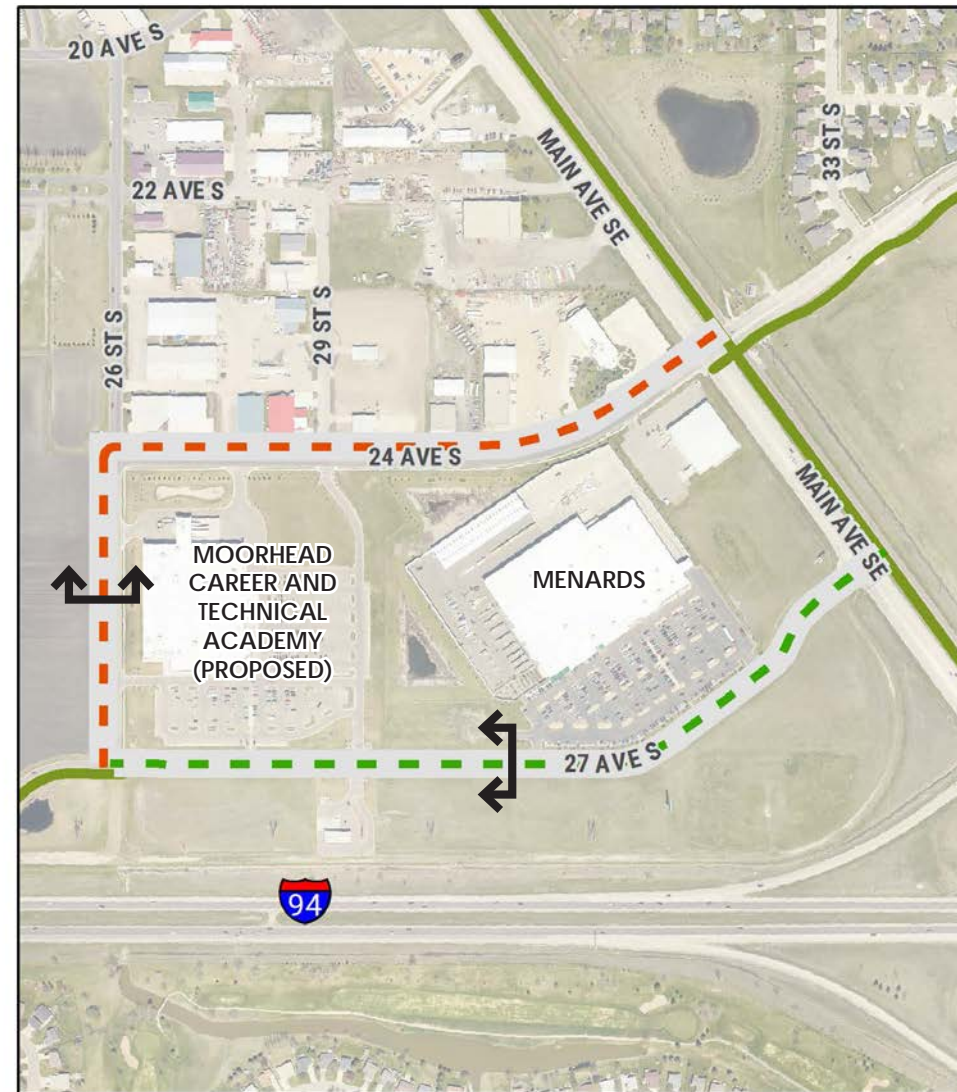 20 AVE S
MAIN AVE SE
33 ST S
22 AVE S
26 ST S
29 ST S
24 AVE S
MAIN AVE SE
MOORHEAD
CAREER AND
TECHNICAL
ACADEMY
(PROPOSED)
MENARDS
27 AVE S
94